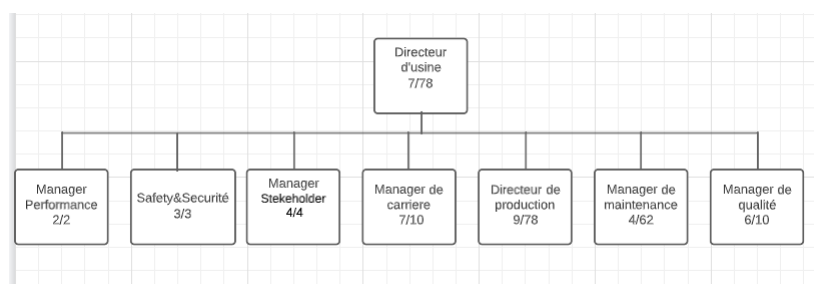 Directeur
d'usine
7/78
Manager
Performance
2/2
Safety&Securité
3/3
Manager
Stekeholder
4/4
Manager de
carriere
7/10
Directeur de
production
9/78
Manager de
maintenance
4/62
Manager de
qualité
6/10